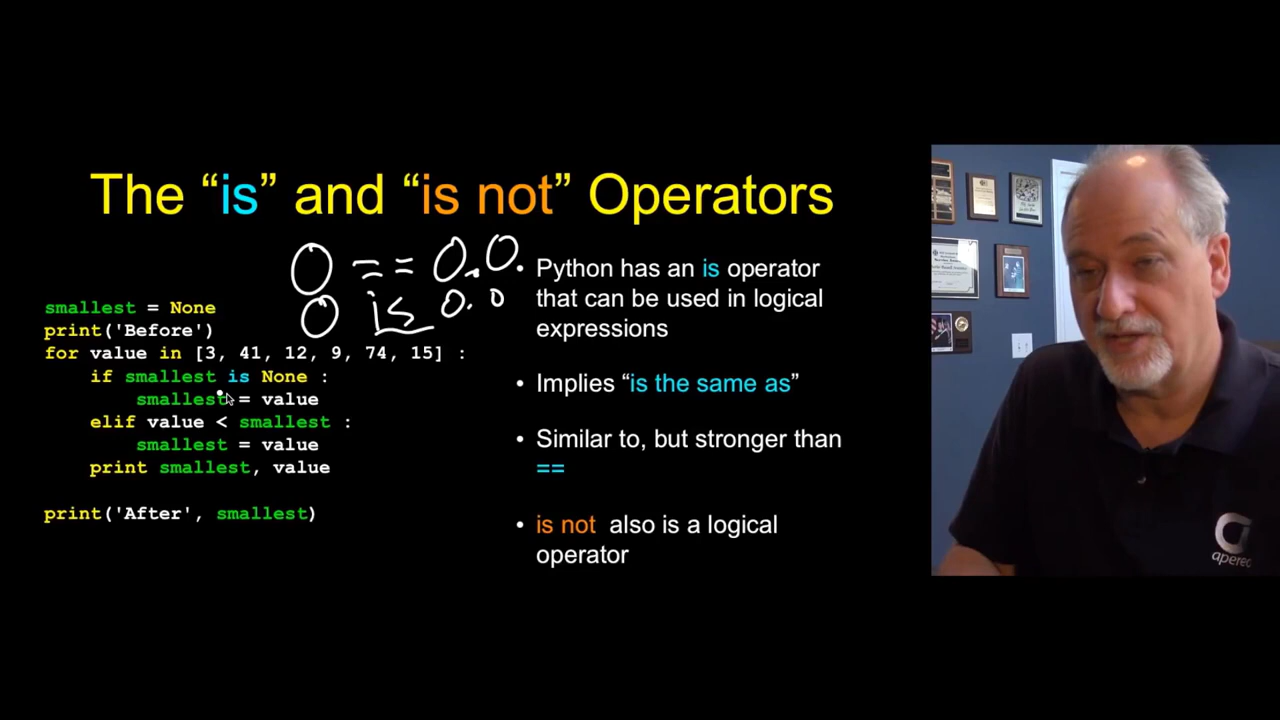 The “is” and “is not” Operators
0 == 0.0
0 is 0.0
smallest = None
print('Before')
for value in [3, 41, 12, 9, 74, 15] :
    if smallest is None :
        smallest = value
    elif value < smallest :
        smallest = value
    print smallest, value
print('After', smallest)
• Python has an is operator
that can be used in logical
expressions
• Implies “is the same as”
• Similar to, but stronger than
==
• is not also is a logical
operator
apereo